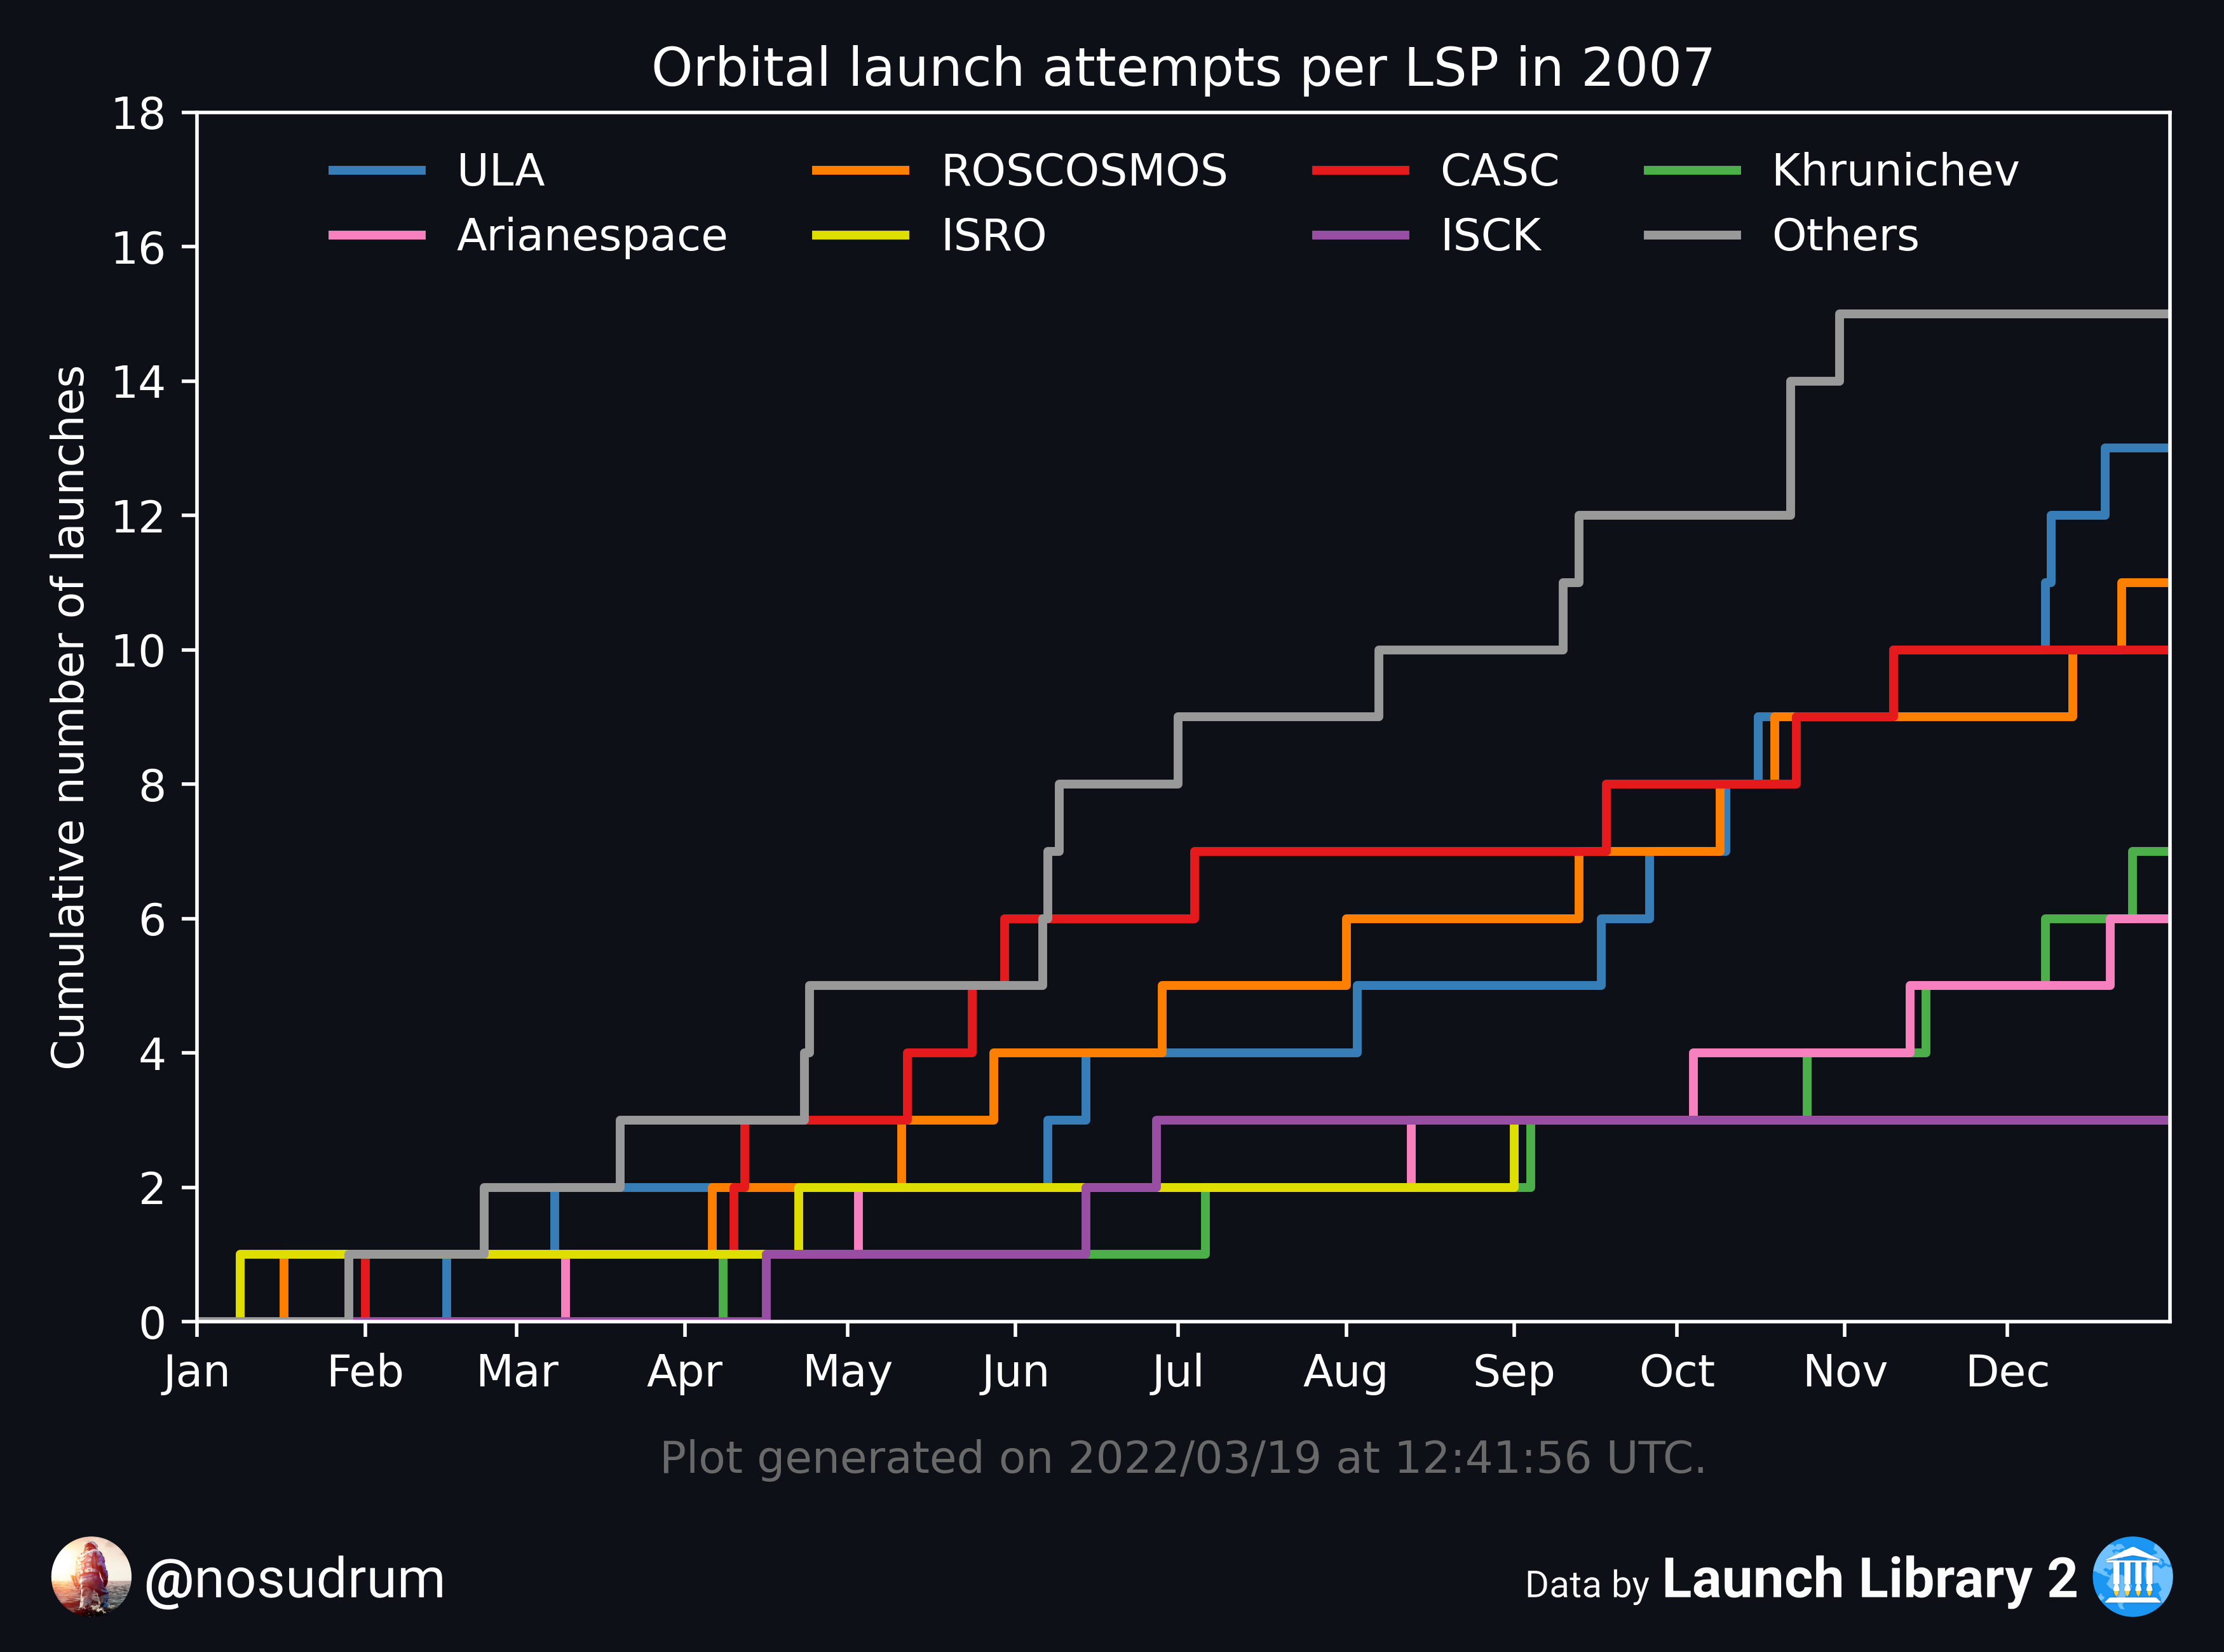 Orbital launch attempts per LSP in 2007
18
16
14
12
10
8
6
4
2
0
Cumulative number of launches
ULA ROSCOSMOS CASC Khrunichev
Arianespace ISRO ISCK Others
Jan Feb Mar Apr May Jun Jul Aug Sep Oct Nov Dec
Plot generated on 2022/03/19 at 12:41:56 UTC.
@nosudrum
Data by Launch Library 2